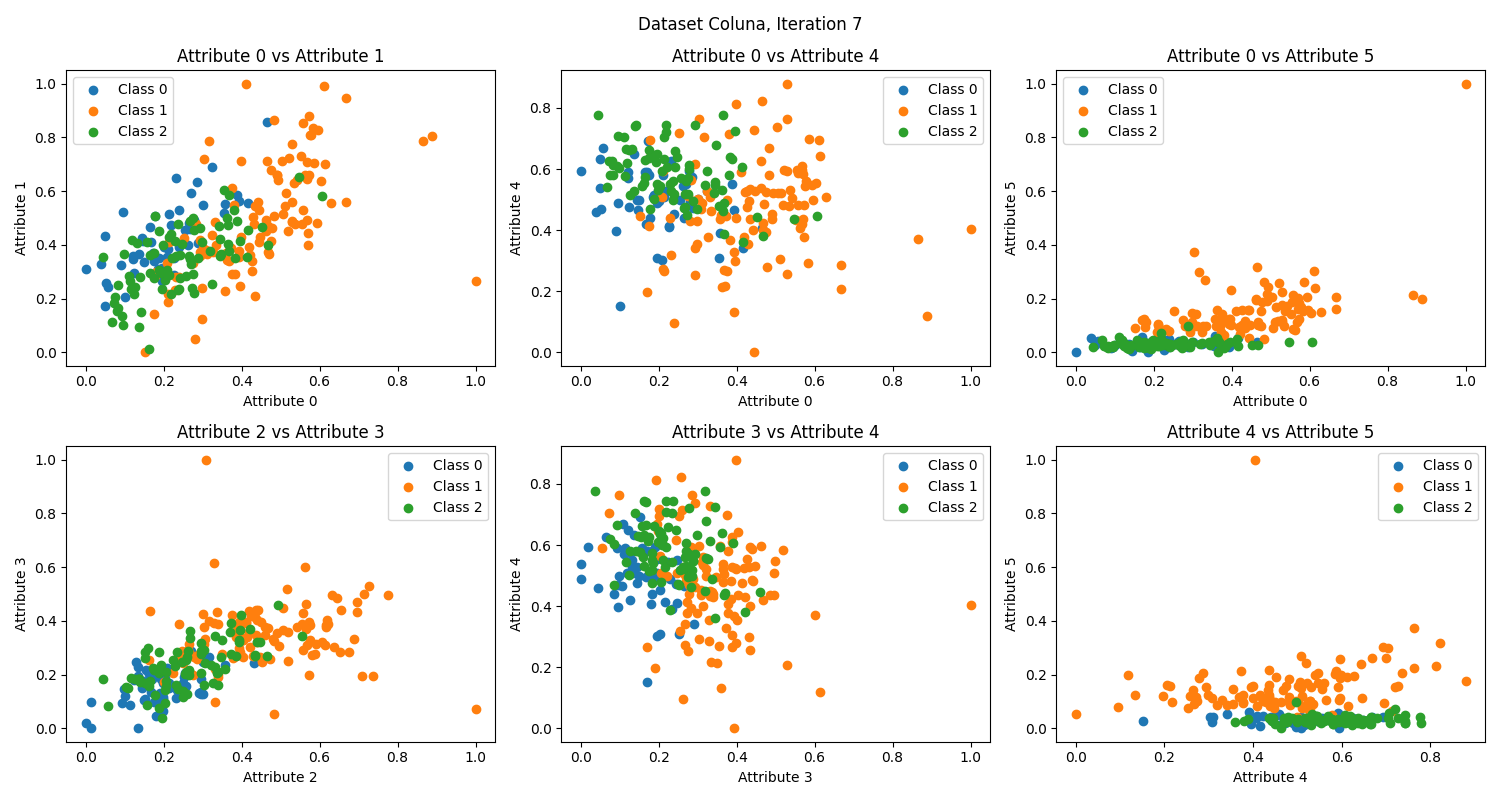 Dataset Coluna, Iteration 7
Attribute 0 vs Attribute 1
Class 0
Class 1
Class 2
1.0
0.8
0.6
0.4
0.2
0.0
Attribute 1
0.0 0.2 0.4 0.6 0.8 1.0
Attribute 0
Attribute 0 vs Attribute 4
Class 0
Class 1
Class 2
0.8
0.6
0.4
0.2
0.0
Attribute 4
0.0 0.2 0.4 0.6 0.8 1.0
Attribute 0
Attribute 0 vs Attribute 5
Class 0
Class 1
Class 2
1.0
0.8
0.6
0.4
0.2
0.0
Attribute 5
0.0 0.2 0.4 0.6 0.8 1.0
Attribute 0
Attribute 2 vs Attribute 3
Class 0
Class 1
Class 2
1.0
0.8
0.6
0.4
0.2
0.0
Attribute 3
0.0 0.2 0.4 0.6 0.8 1.0
Attribute 2
Attribute 3 vs Attribute 4
Class 0
Class 1
Class 2
0.8
0.6
0.4
0.2
0.0
Attribute 4
0.0 0.2 0.4 0.6 0.8 1.0
Attribute 3
Attribute 4 vs Attribute 5
Class 0
Class 1
Class 2
1.0
0.8
0.6
0.4
0.2
0.0
Attribute 5
0.0 0.2 0.4 0.6 0.8
Attribute 4